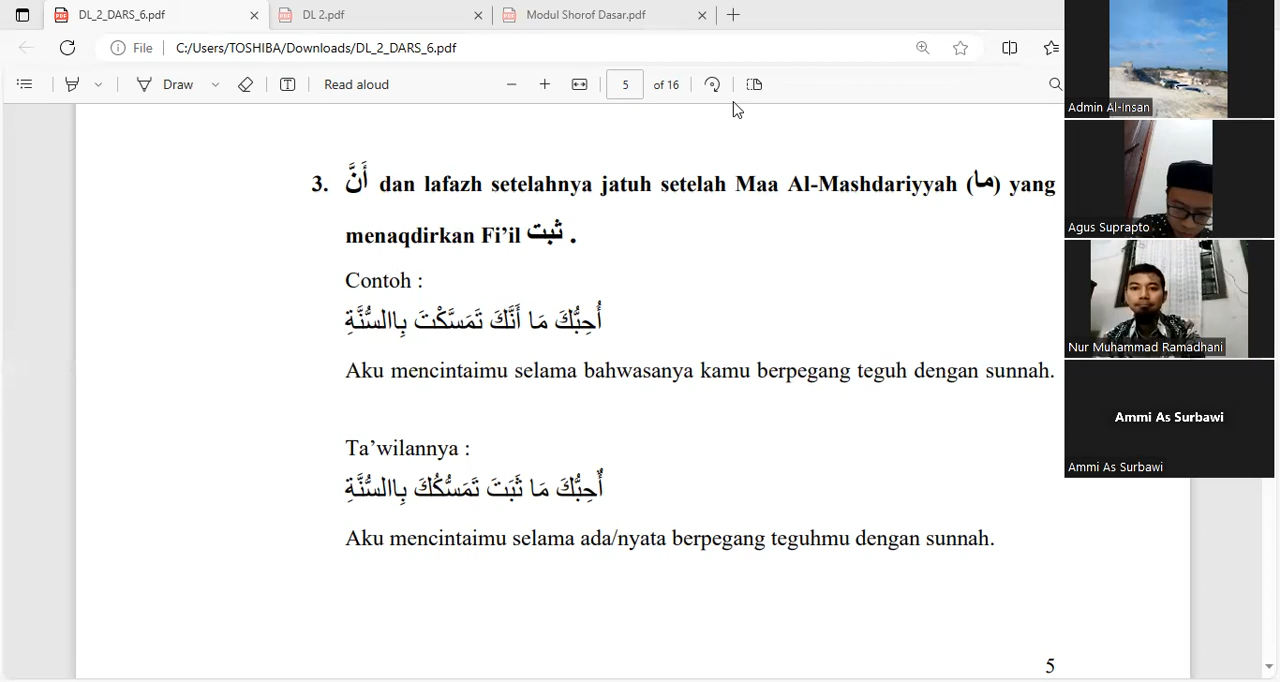 DL_2_DARS_6.pdf
DL 2.pdf
Modul Shorof Dasar.pdf
File C:/Users/TOSHIBA/Downloads/DL_2_DARS_6.pdf
Draw
Read aloud
5 of 16
3. أَنَّ dan lafazh setelahnya jatuh setelah Maa Al-Mashdariyyah (ما) yang
menaqdirkan Fi’il ثبت .
Contoh :
أُحِبُّكَ مَا أَنَّكَ تَمَسَّكْتَ بِاالسُّنَّةِ
Aku mencintaimu selama bahwasanya kamu berpegang teguh dengan sunnah.
Ta’wilannya :
أُحِبُّكَ مَا ثَبَتَ تَمَسُّكُكَ بِاالسُّنَّةِ
Aku mencintaimu selama ada/nyata berpegang teguhmu dengan sunnah.
5
Admin Al-Insan
Agus Suprapto
Nur Muhammad Ramadhani
Ammi As Surbawi
Ammi As Surbawi